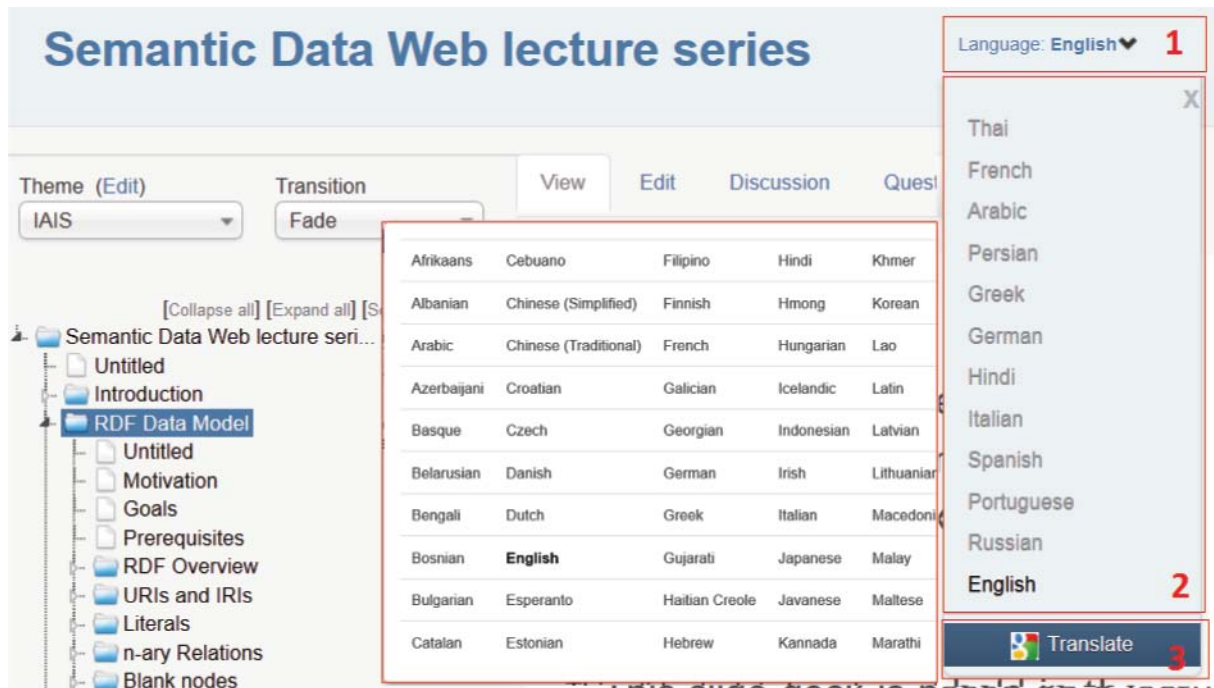 Semantic Data Web lecture series
Language: English 1
X
Thai
French
Arabic
Persian
Greek
German
Hindi
Italian
Spanish
Portuguese
Russian
English 2
Translate 3
Theme (Edit) Transition
IAIS Fade
View Edit Discussion Quest
[Collapse all] [Expand all] [S
Semantic Data Web lecture seri...
Untitled
Introduction
RDF Data Model
Untitled
Motivation
Goals
Prerequisites
RDF Overview
URIs and IRIs
Literals
n-ary Relations
Blank nodes
Afrikaans Cebuano Filipino Hindi Khmer
Albanian Chinese (Simplified) Finnish Hmong Korean
Arabic Chinese (Traditional) French Hungarian Lao
Azerbaijani Croatian Galician Icelandic Latin
Basque Czech Georgian Indonesian Latvian
Belarusian Danish German Irish Lithuanian
Bengali Dutch Greek Italian Macedoni
Bosnian English Gujarati Japanese Malay
Bulgarian Esperanto Haitian Creole Javanese Maltese
Catalan Estonian Hebrew Kannada Marathi